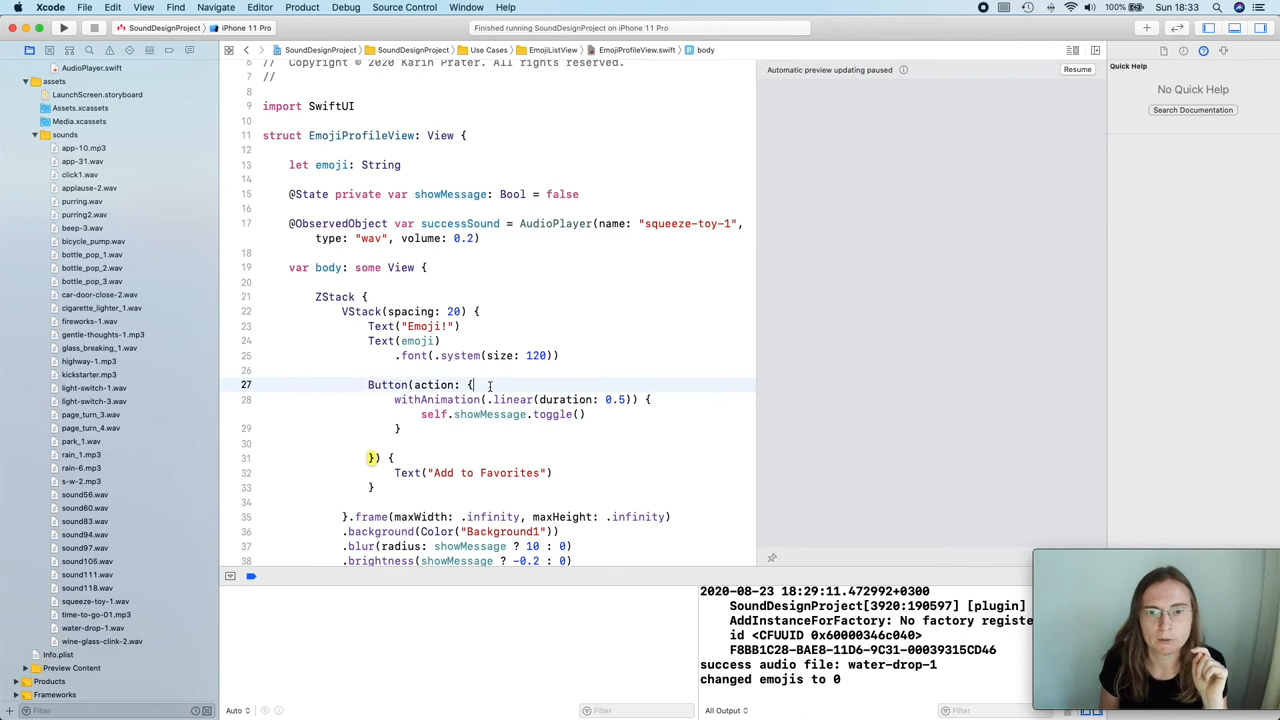 Xcode File Edit View Find Navigate Editor Product Debug Source Control Window Help 100% Sun 18:33
SoundDesignProject iPhone 11 Pro Finished running SoundDesignProject on iPhone 11 Pro
SoundDesignProject SoundDesignProject Use Cases EmojiListView EmojiProfileView.swift body
AudioPlayer.swift
assets
LaunchScreen.storyboard
Assets.xcassets
Media.xcassets
sounds
app-10.mp3
app-31.wav
click1.wav
applause-2.wav
purring.wav
purring2.wav
beep-3.wav
bicycle_pump.wav
bottle_pop_1.wav
bottle_pop_2.wav
bottle_pop_3.wav
car-door-close-2.wav
cigarette_lighter_1.wav
fireworks-1.wav
gentle-thoughts-1.mp3
glass_breaking_1.wav
highway-1.mp3
kickstarter.mp3
light-switch-1.wav
light-switch-3.wav
page_turn_3.wav
page_turn_4.wav
park_1.wav
rain_1.mp3
rain-6.mp3
s-w-2.mp3
sound56.wav
sound60.wav
sound83.wav
sound94.wav
sound97.wav
sound105.wav
sound111.wav
sound118.wav
squeeze-toy-1.wav
time-to-go-01.mp3
water-drop-1.wav
wine-glass-clink-2.wav
Info.plist
Preview Content
Products
Frameworks
Filter
6 // Copyright © 2020 Karin Prater. All rights reserved.
7 //
8
9 import SwiftUI
10
11 struct EmojiProfileView: View {
12
13 let emoji: String
14
15 @State private var showMessage: Bool = false
16
17 @ObservedObject var successSound = AudioPlayer(name: "squeeze-toy-1",
type: "wav", volume: 0.2)
18
19 var body: some View {
20
21 ZStack {
22 VStack(spacing: 20) {
23 Text("Emoji!")
24 Text(emoji)
25 .font(.system(size: 120))
26
27 Button(action: {
28 withAnimation(.linear(duration: 0.5)) {
self.showMessage.toggle()
29 }
30
31 }) {
32 Text("Add to Favorites")
33 }
34
35 }.frame(maxWidth: .infinity, maxHeight: .infinity)
36 .background(Color("Background1"))
37 .blur(radius: showMessage ? 10 : 0)
38 .brightness(showMessage ? -0.2 : 0)
Automatic preview updating paused Resume
Quick Help
No Quick Help
Search Documentation
Auto
Filter
2020-08-23 18:29:11.472992+0300
SoundDesignProject[3920:190597] [plugin]
AddInstanceForFactory: No factory registe
id <CFUUID 0x60000346c040>
F8BB1C28-BAE8-11D6-9C31-00039315CD46
success audio file: water-drop-1
changed emojis to 0
All Output
Filter